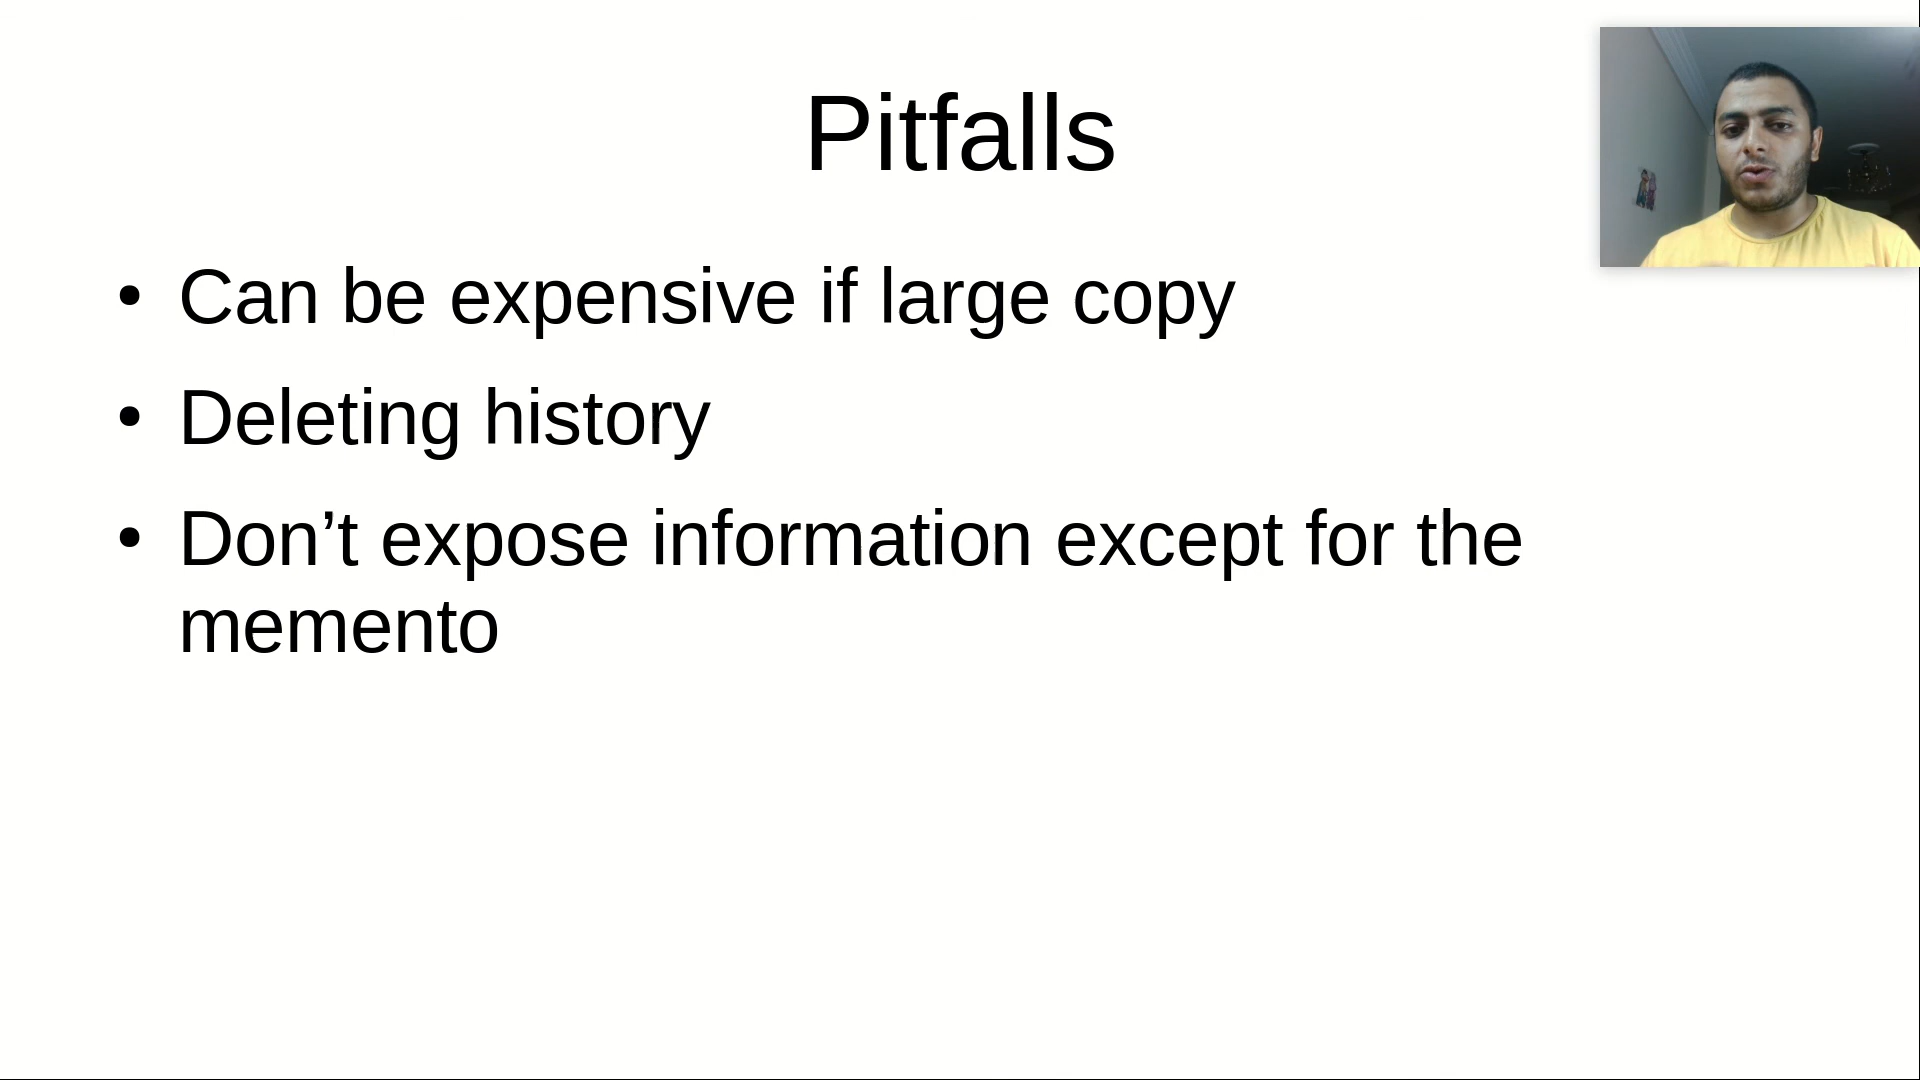 Pitfalls
• Can be expensive if large copy
• Deleting history
• Don’t expose information except for the
memento